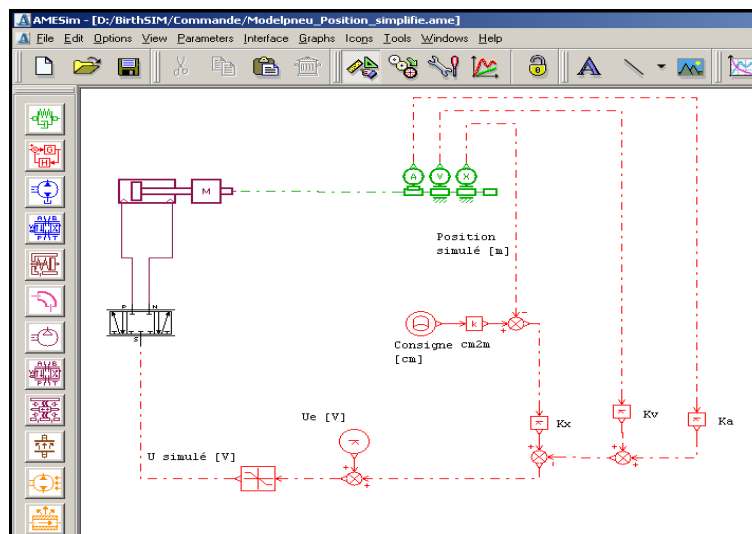 AMESim - [D:/BirthSIM/Commande/Modelpneu_Position_simplifie.ame]
File Edit Options View Parameters Interface Graphs Icons Tools Windows Help
A
A V X
M
Position
simulé [m]
P N
S
k
Consigne cm2m
[cm]
Ue [V]
Kx
Kv
Ka
U simulé [V]